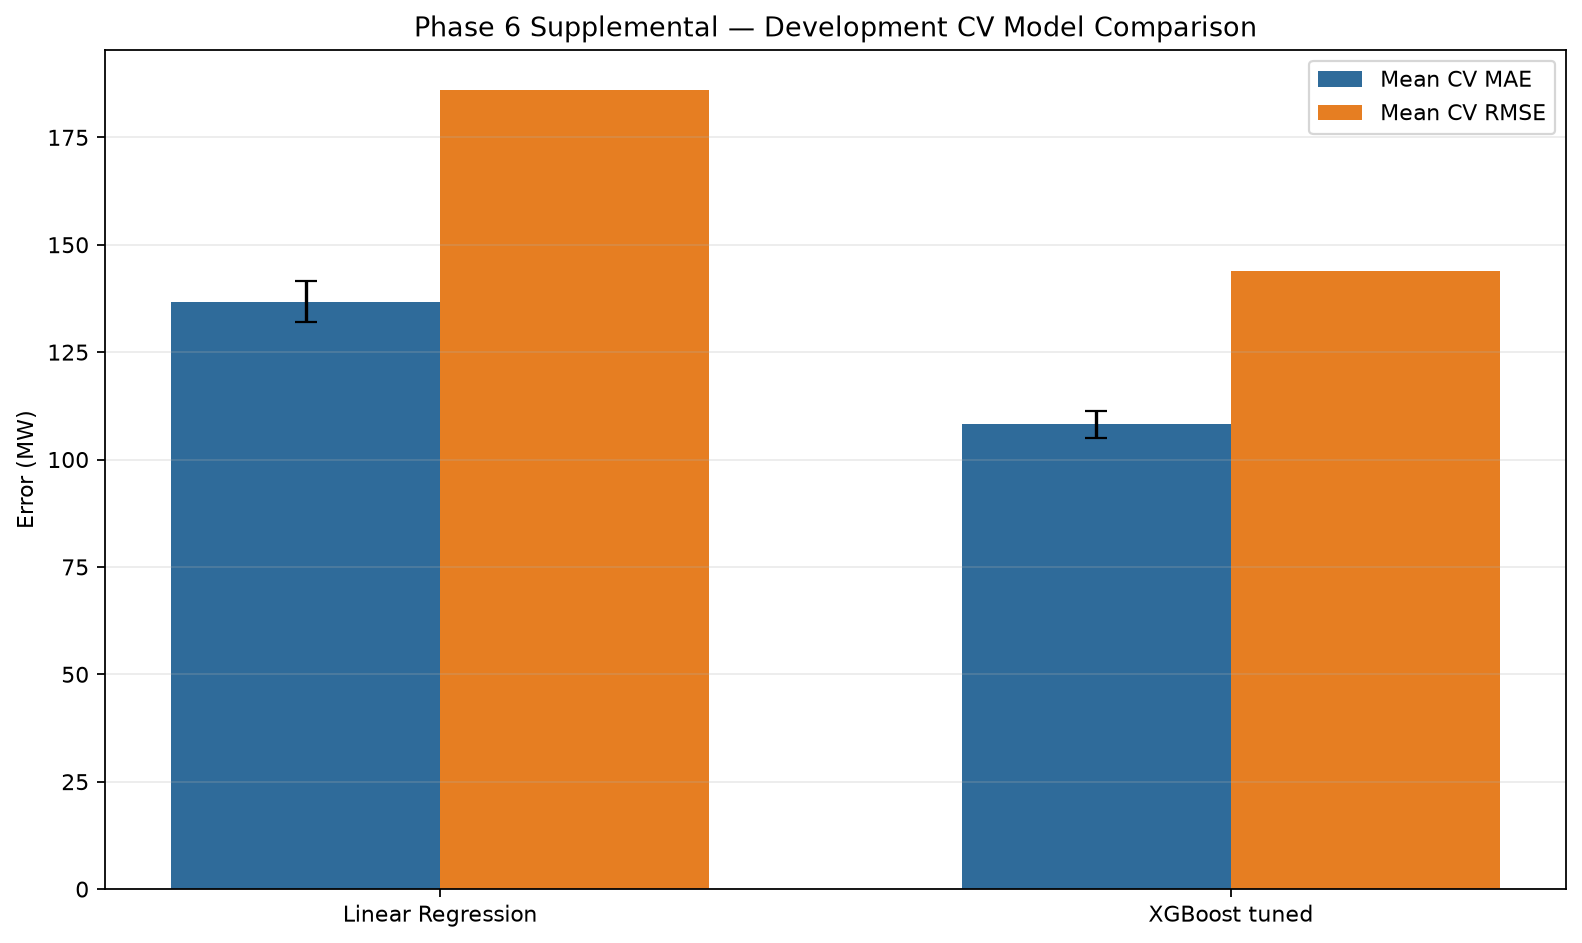 Phase 6 Supplemental — Development CV Model Comparison
Mean CV MAE
Mean CV RMSE
Error (MW)
175
150
125
100
75
50
25
0
Linear Regression
XGBoost tuned